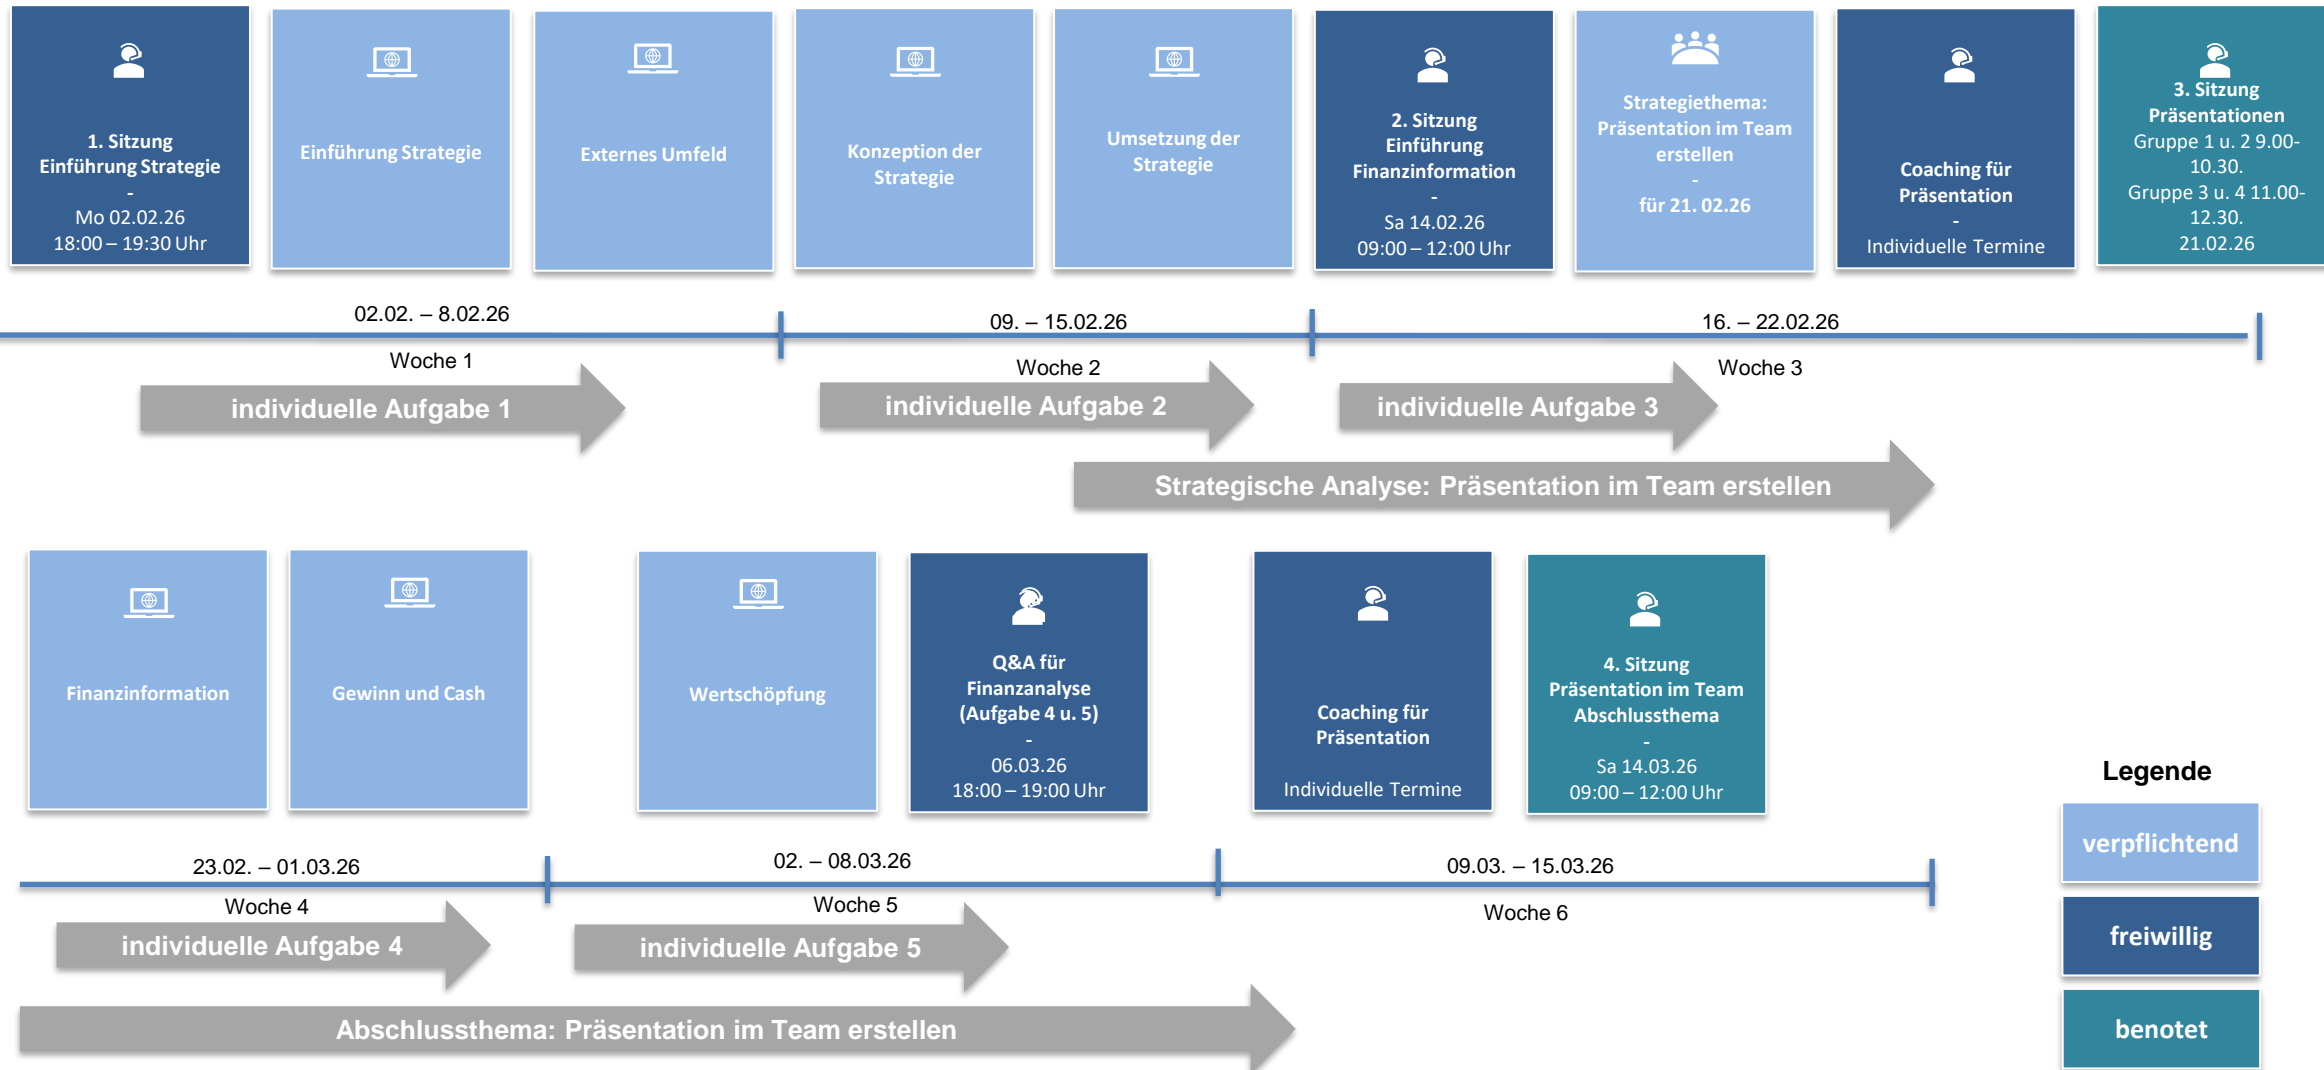 1. Sitzung
Einführung Strategie
-
Mo 02.02.26
18:00 – 19:30 Uhr
Einführung Strategie
Externes Umfeld
Konzeption der
Strategie
Umsetzung der
Strategie
2. Sitzung
Einführung
Finanzinformation
-
Sa 14.02.26
09:00 – 12:00 Uhr
Strategiethema:
Präsentation im Team
erstellen
-
für 21. 02.26
Coaching für
Präsentation
-
Individuelle Termine
3. Sitzung
Präsentationen
Gruppe 1 u. 2 9.00-
10.30.
Gruppe 3 u. 4 11.00-
12.30.
21.02.26
02.02. – 8.02.26
09. – 15.02.26
16. – 22.02.26
Woche 1
Woche 2
Woche 3
individuelle Aufgabe 1
individuelle Aufgabe 2
individuelle Aufgabe 3
Strategische Analyse: Präsentation im Team erstellen
Finanzinformation
Gewinn und Cash
Wertschöpfung
Q&A für
Finanzanalyse
(Aufgabe 4 u. 5)
-
06.03.26
18:00 – 19:00 Uhr
Coaching für
Präsentation
Individuelle Termine
4. Sitzung
Präsentation im Team
Abschlussthema
-
Sa 14.03.26
09:00 – 12:00 Uhr
23.02. – 01.03.26
02. – 08.03.26
09.03. – 15.03.26
Woche 4
Woche 5
Woche 6
individuelle Aufgabe 4
individuelle Aufgabe 5
Abschlussthema: Präsentation im Team erstellen
Legende
verpflichtend
freiwillig
benotet